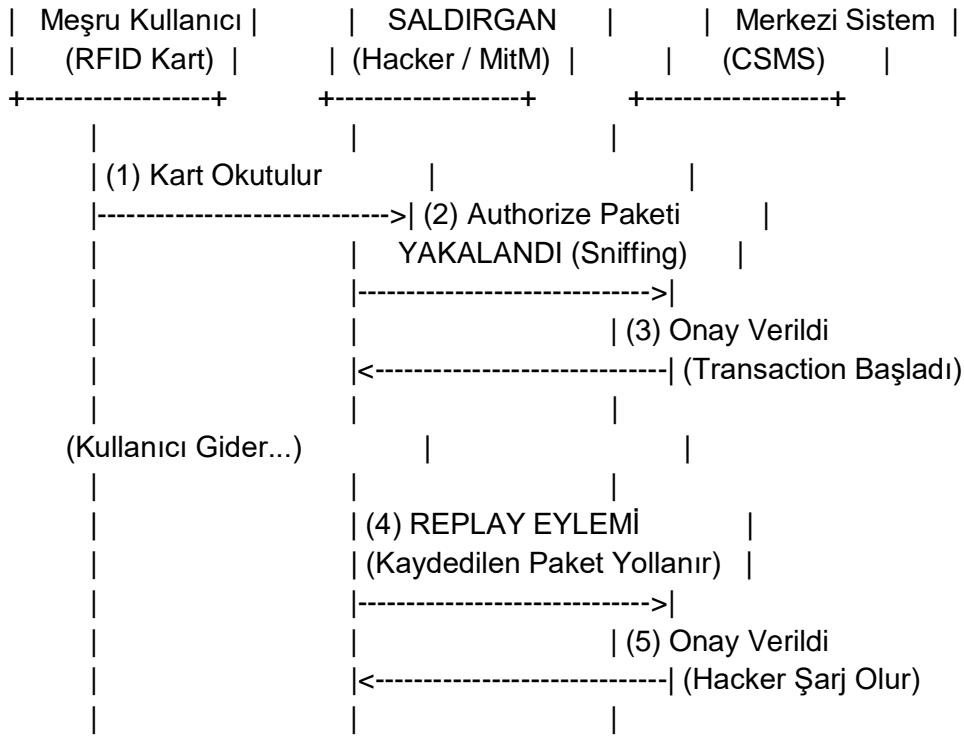 | Meşru Kullanıcı | | SALDIRGAN | | Merkezi Sistem |
| (RFID Kart) | | (Hacker / MitM) | | (CSMS) |
+-------------------+ +-------------------+ +-------------------+
| | |
| (1) Kart Okutulur | |
|------------------------------>| (2) Authorize Paketi |
| | YAKALANDI (Sniffing) |
| |------------------------------>|
| | | (3) Onay Verildi
| |<------------------------------| (Transaction Başladı)
| | |
(Kullanıcı Gider...) | |
| | |
| | (4) REPLAY EYLEMİ |
| | (Kaydedilen Paket Yollanır) |
| |------------------------------>|
| | | (5) Onay Verildi
| |<------------------------------| (Hacker Şarj Olur)
| | |